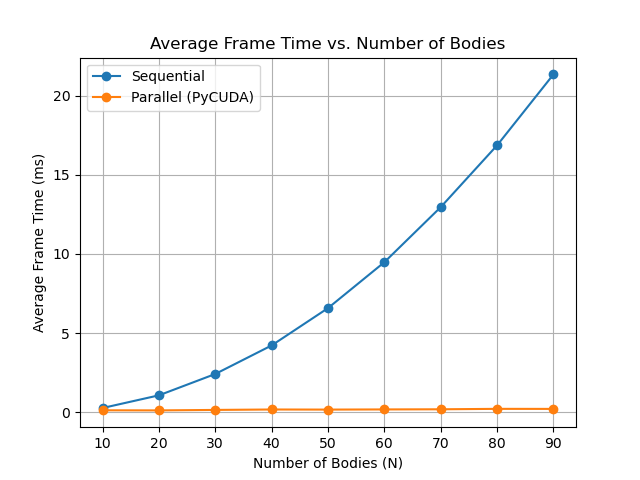 Average Frame Time vs. Number of Bodies
Sequential
Parallel (PyCUDA)
Average Frame Time (ms)
20
15
10
5
0
10 20 30 40 50 60 70 80 90
Number of Bodies (N)